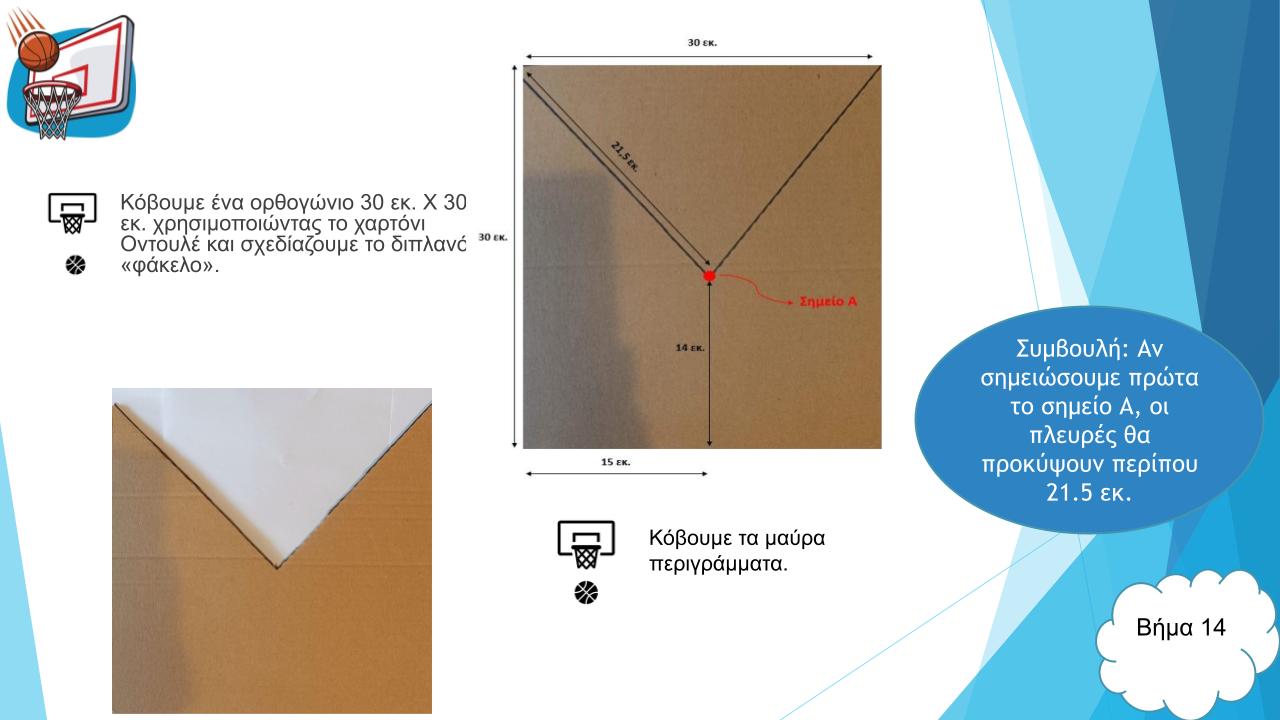 Κόβουμε ένα ορθογώνιο 30 εκ. Χ 30
εκ. χρησιμοποιώντας το χαρτόνι
Οντουλέ και σχεδίαζουμε το διπλανό
«φάκελο».
30 εκ.
21,5 εκ.
30 εκ.
Σημείο Α
14 εκ.
15 εκ.
Συμβουλή: Αν
σημειώσουμε πρώτα
το σημείο Α, οι
πλευρές θα
προκύψουν περίπου
21.5 εκ.
Κόβουμε τα μαύρα
περιγράμματα.
Βήμα 14